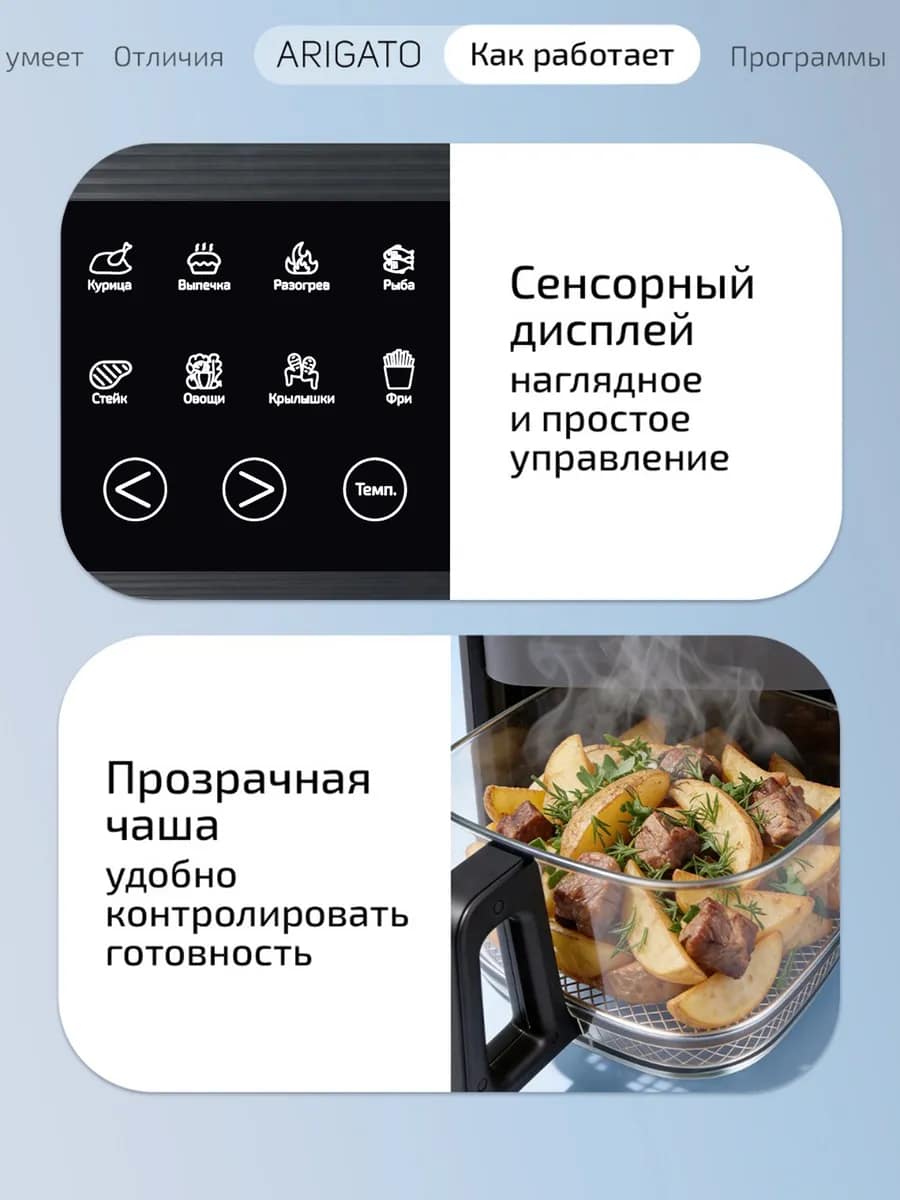 умеет Отличия ARIGATO Как работает Программы
Курица Выпечка Разогрев Рыба
Стейк Овощи Крылышки Фри
Темп.
Сенсорный
дисплей
наглядное
и простое
управление
Прозрачная
чаша
удобно
контролировать
готовность